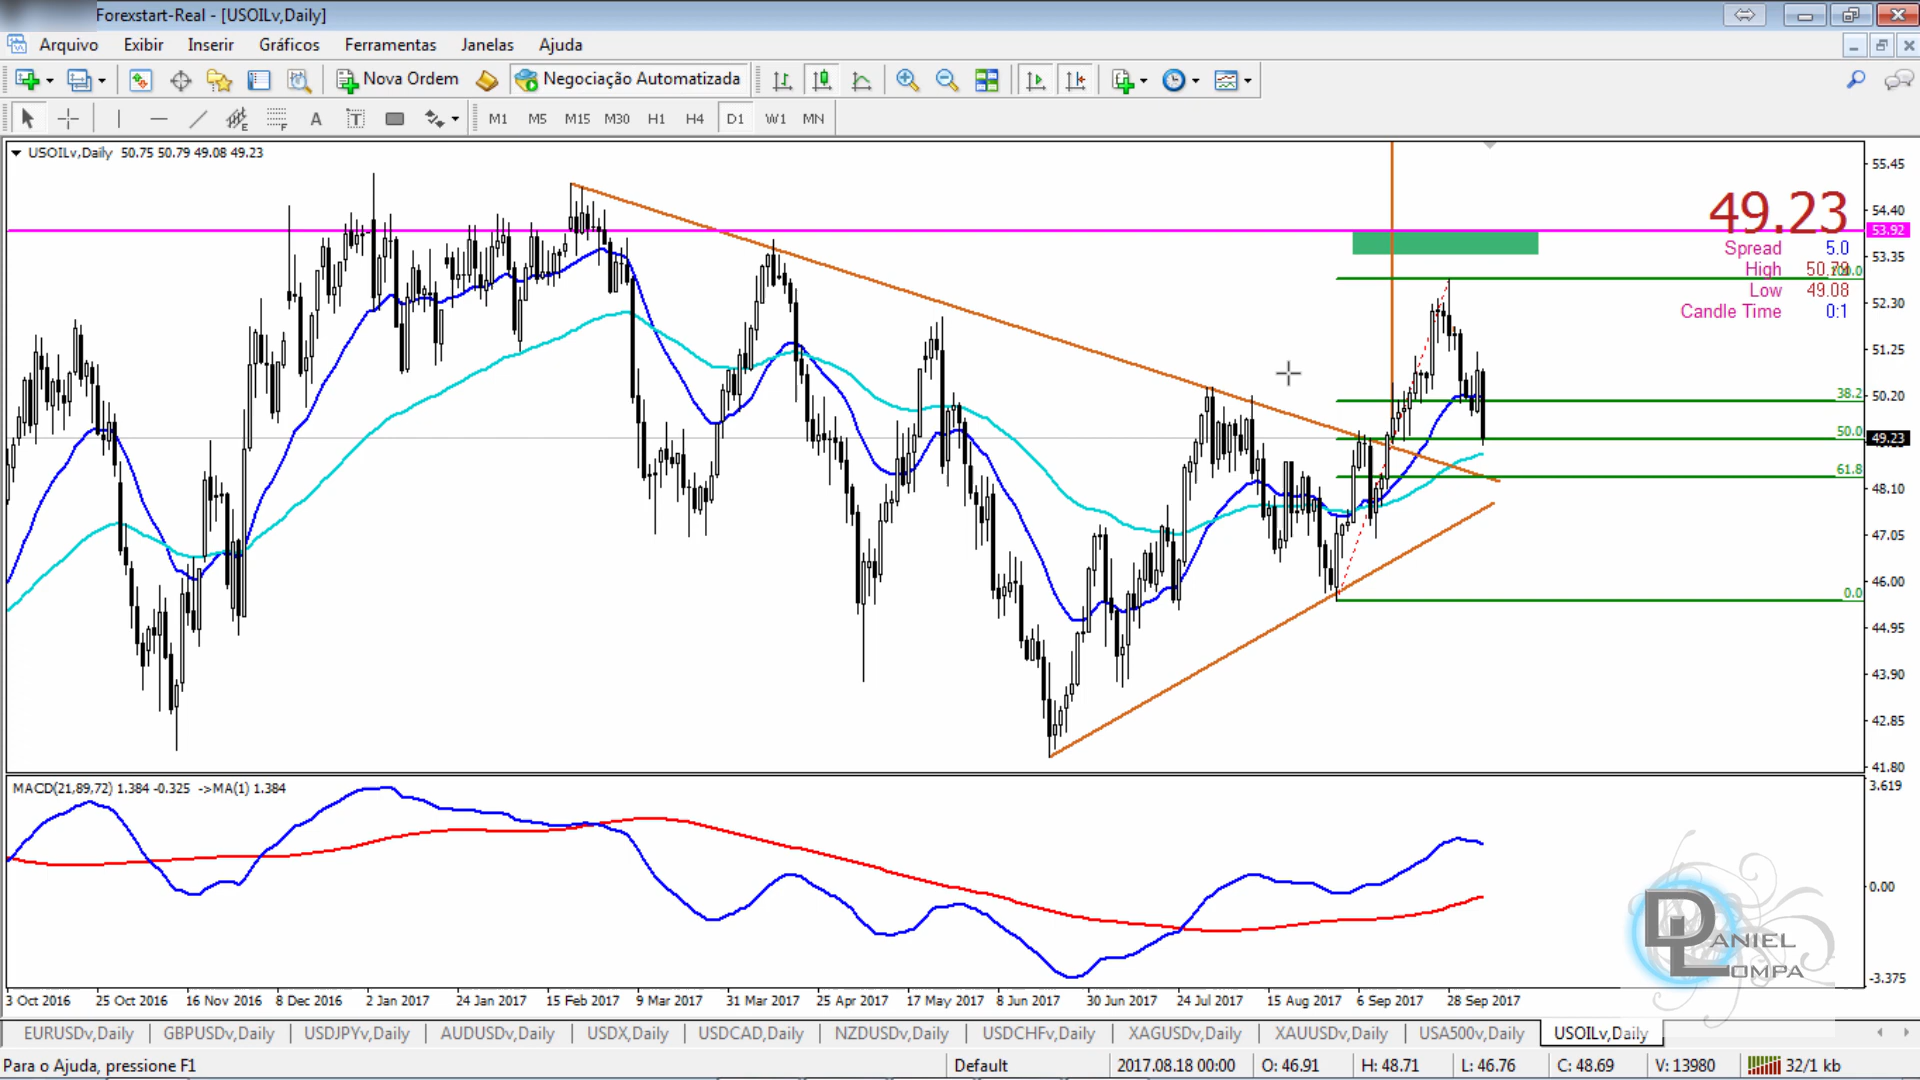 Forexstart-Real - [USOILv,Daily]
Arquivo Exibir Inserir Gráficos Ferramentas Janelas Ajuda
Nova Ordem Negociação Automatizada
A T M1 M5 M15 M30 H1 H4 D1 W1 MN
USOILv,Daily 50.75 50.79 49.08 49.23
49.23
Spread 5.0
High 50.79
Low 49.08
Candle Time 0:1
100.0
38.2
50.0
61.8
0.0
55.45
54.40
53.92
53.35
52.30
51.25
50.20
49.23
48.10
47.05
46.00
44.95
43.90
42.85
41.80
MACD(21,89,72) 1.384 -0.325 ->MA(1) 1.384
3.619
0.00
-3.375
DANIEL
LOMPA
3 Oct 2016 25 Oct 2016 16 Nov 2016 8 Dec 2016 2 Jan 2017 24 Jan 2017 15 Feb 2017 9 Mar 2017 31 Mar 2017 25 Apr 2017 17 May 2017 8 Jun 2017 30 Jun 2017 24 Jul 2017 15 Aug 2017 6 Sep 2017 28 Sep 2017
EURUSDv,Daily GBPUSDv,Daily USDJPYv,Daily AUDUSDv,Daily USDX,Daily USDCAD,Daily NZDUSDv,Daily USDCHFv,Daily XAGUSDv,Daily XAUUSDv,Daily USA500v,Daily USOILv,Daily
Para o Ajuda, pressione F1 Default 2017.08.18 00:00 O: 46.91 H: 48.71 L: 46.76 C: 48.69 V: 13980 32/1 kb